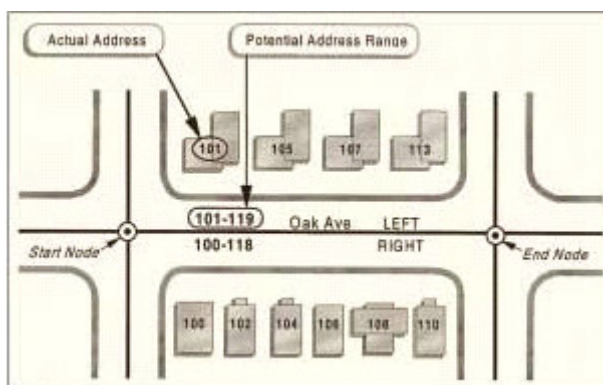 Actual Address
Potential Address Range
101
105
107
113
101-119
Oak Ave
LEFT
Start Node
100-118
RIGHT
End Node
100
102
104
106
108
110